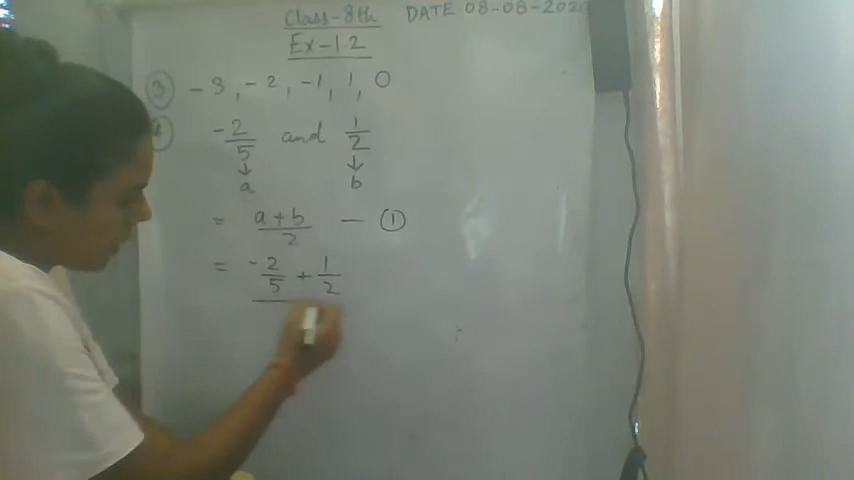 Class-8th DATE 08-08-2020
Ex-1.2
③ -3, -2, -1, 1, 0
-2/5 and 1/2
↓ ↓
a b
= a+b/2 — ①
= -2/5 + 1/2